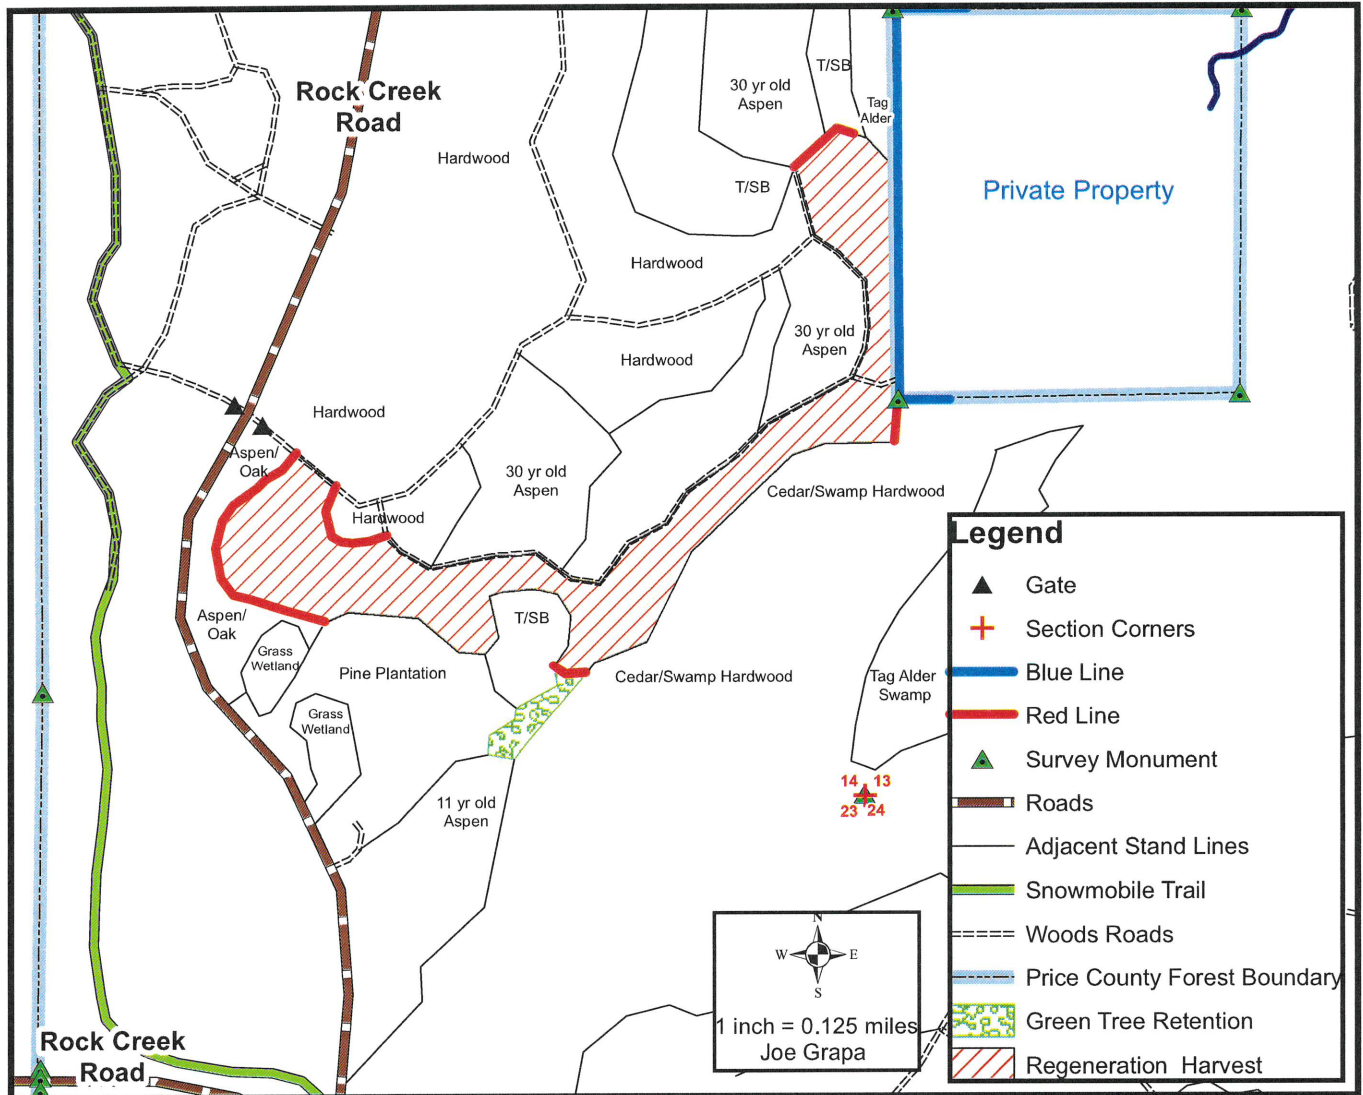 Rock Creek
Road
Hardwood
30 yr old
Aspen
T/SB
Tag
Alder
T/SB
Private Property
Hardwood
30 yr old
Aspen
Hardwood
Hardwood
Aspen/
Oak
30 yr old
Aspen
Hardwood
Cedar/Swamp Hardwood
Aspen/
Oak
T/SB
Grass
Wetland
Pine Plantation
Cedar/Swamp Hardwood
Tag Alder
Swamp
Grass
Wetland
11 yr old
Aspen
14 13
23 24
Legend
Gate
Section Corners
Blue Line
Red Line
Survey Monument
Roads
Adjacent Stand Lines
Snowmobile Trail
Woods Roads
Price County Forest Boundary
Green Tree Retention
Regeneration Harvest
N
W E
S
1 inch = 0.125 miles
Joe Grapa
Rock Creek
Road